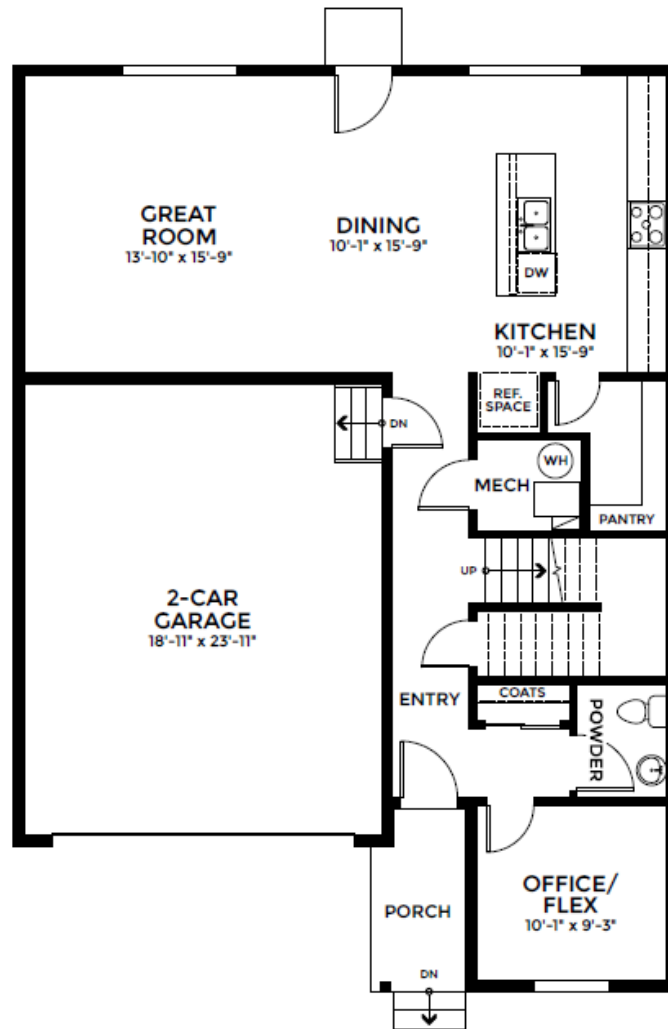 GREAT
ROOM
13'-10" x 15'-9"
DINING
10'-1" x 15'-9"
DW
KITCHEN
10'-1" x 15'-9"
REF.
SPACE
DN
WH
MECH
PANTRY
UP
2-CAR
GARAGE
18'-11" x 23'-11"
ENTRY
COATS
POWDER
OFFICE/
FLEX
10'-1" x 9'-3"
PORCH
DN